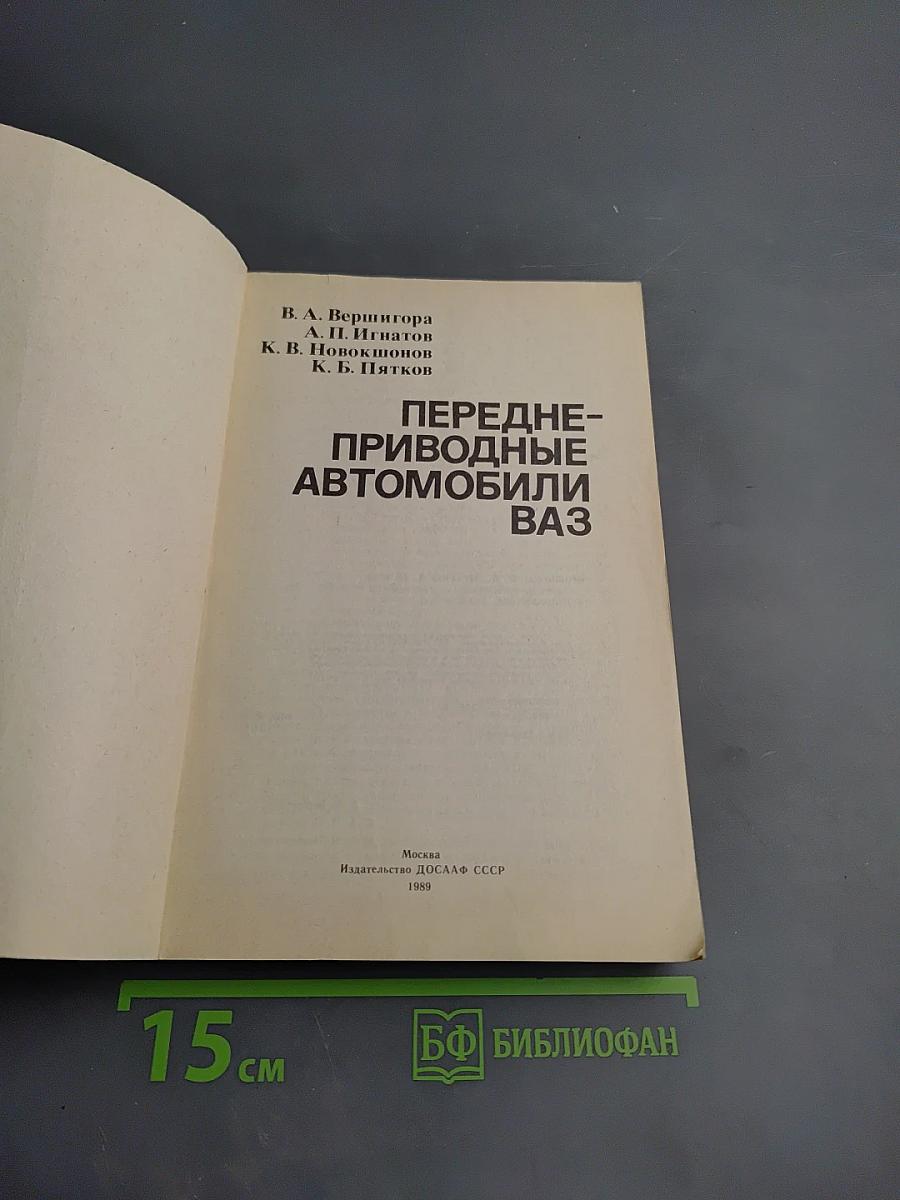 В. А. Вершигора
А. П. Игнатов
К. В. Новокшонов
К. Б. Пятков
ПЕРЕДНЕ-
ПРИВОДНЫЕ
АВТОМОБИЛИ
ВАЗ
Москва
Издательство ДОСААФ СССР
1989
15 см
БФ БИБЛИОФАН